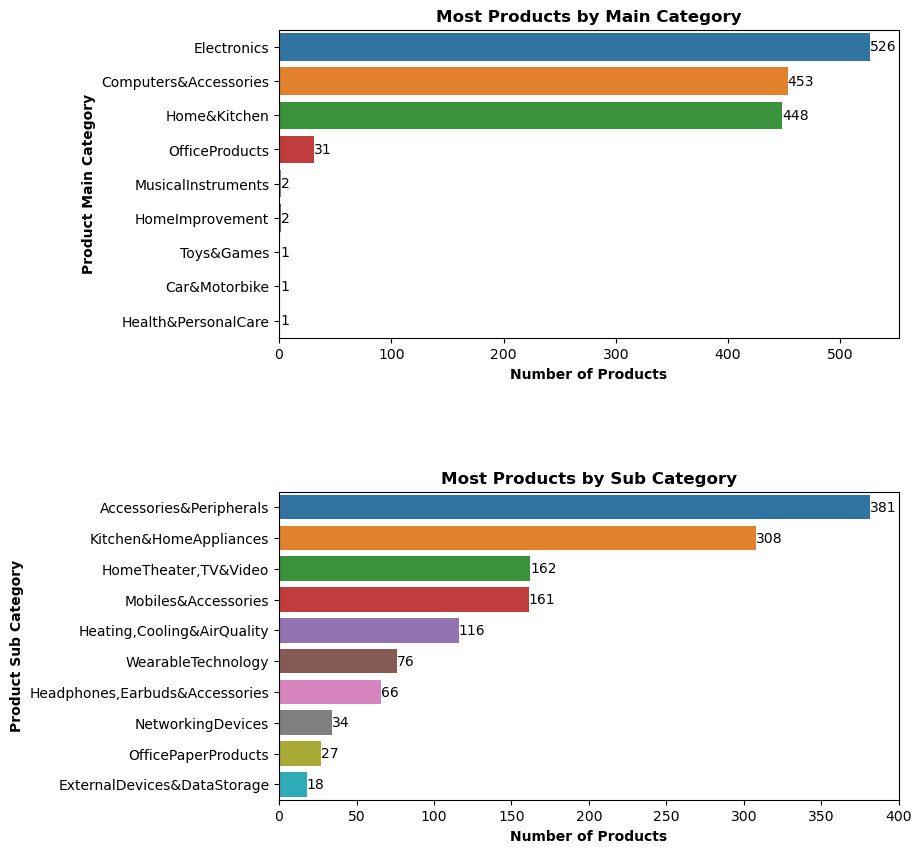 Most Products by Main Category
Product Main Category
Electronics 526
Computers&Accessories 453
Home&Kitchen 448
OfficeProducts 31
MusicalInstruments 2
HomeImprovement 2
Toys&Games 1
Car&Motorbike 1
Health&PersonalCare 1
0 100 200 300 400 500
Number of Products
Most Products by Sub Category
Product Sub Category
Accessories&Peripherals 381
Kitchen&HomeAppliances 308
HomeTheater,TV&Video 162
Mobiles&Accessories 161
Heating,Cooling&AirQuality 116
WearableTechnology 76
Headphones,Earbuds&Accessories 66
NetworkingDevices 34
OfficePaperProducts 27
ExternalDevices&DataStorage 18
0 50 100 150 200 250 300 350 400
Number of Products